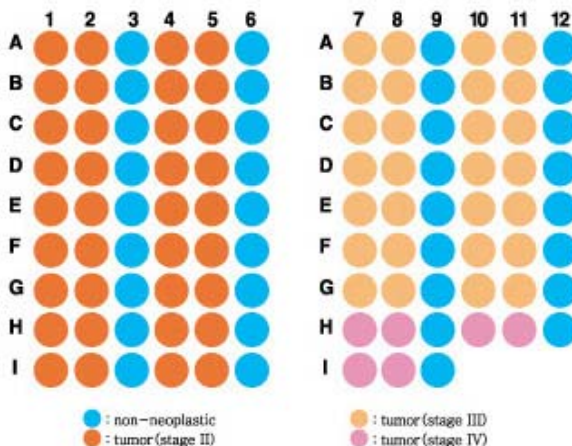 1 2 3 4 5 6
A
B
C
D
E
F
G
H
I
7 8 9 10 11 12
A
B
C
D
E
F
G
H
I
: non-neoplastic
: tumor(stage II)
: tumor(stage III)
: tumor(stage IV)